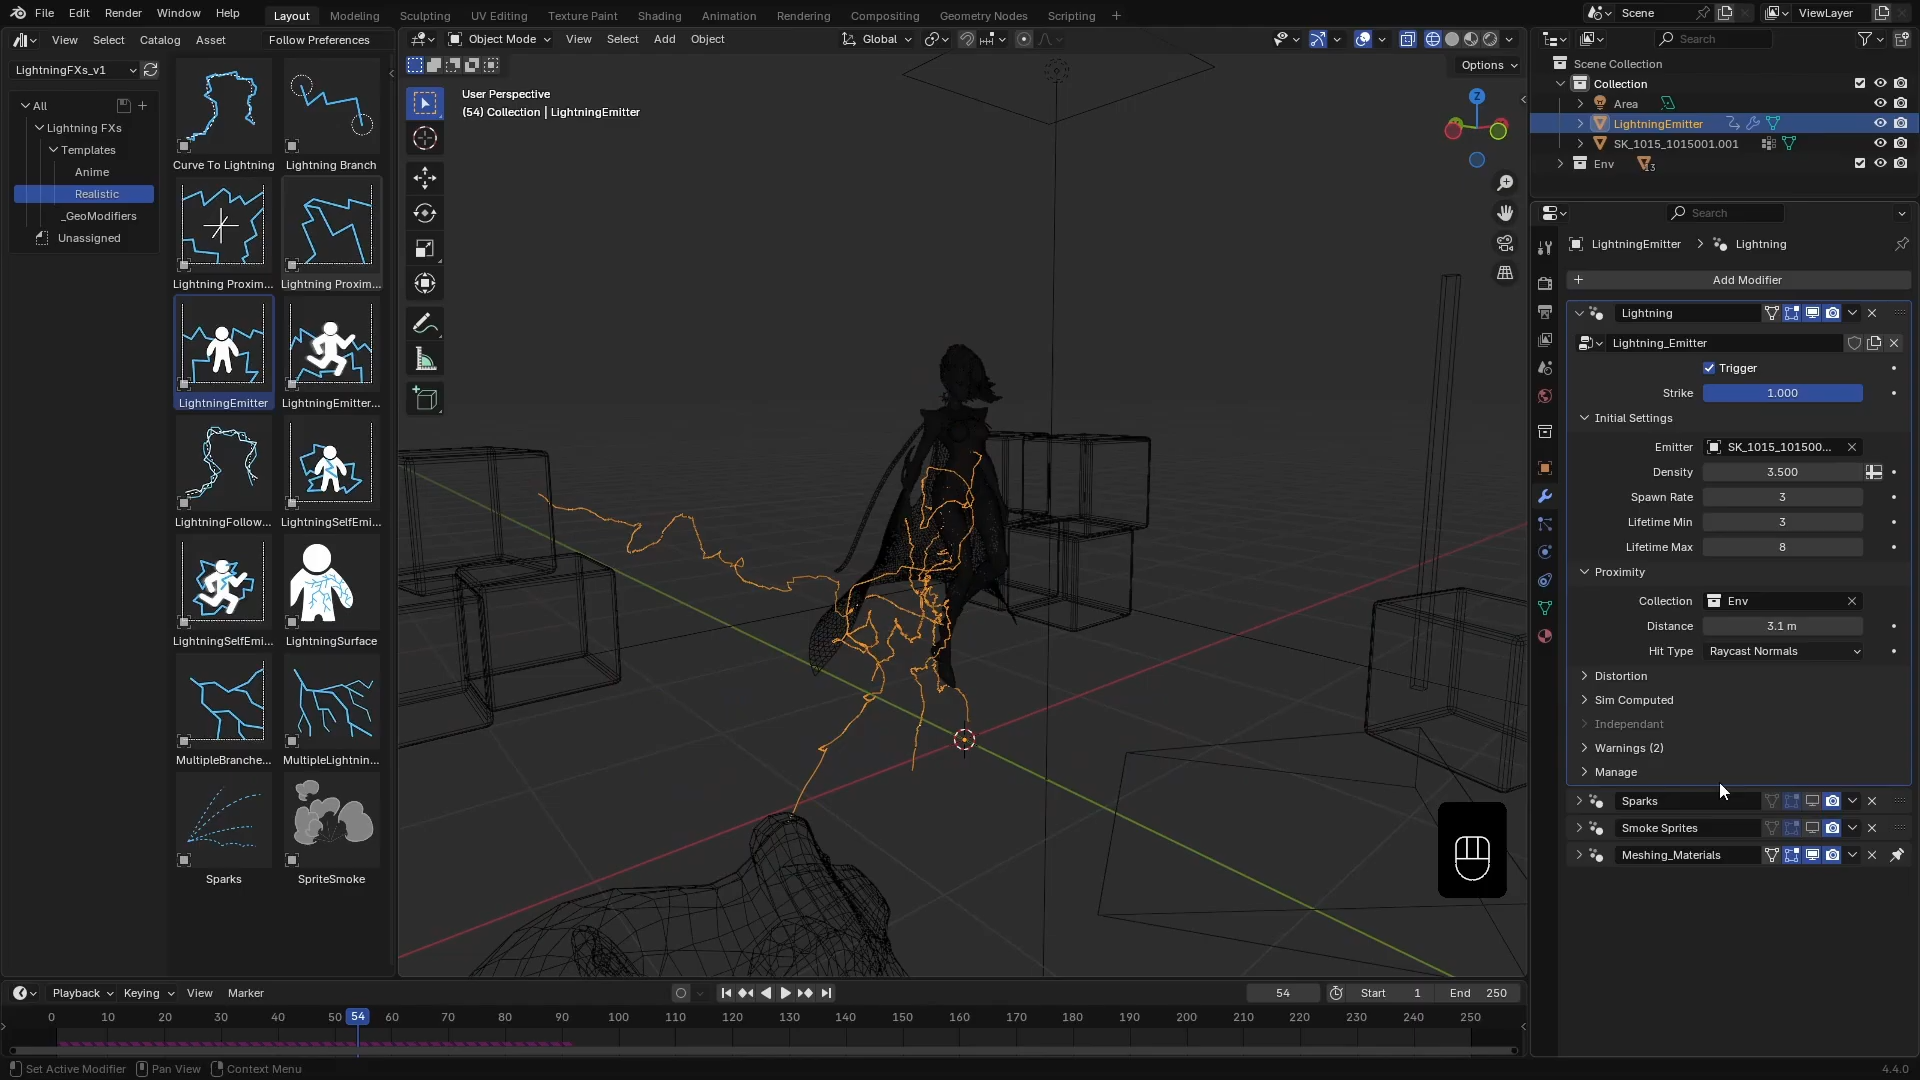 File Edit Render Window Help Layout Modeling Sculpting UV Editing Texture Paint Shading Animation Rendering Compositing Geometry Nodes Scripting Scene ViewLayer
View Select Catalog Asset Follow Preferences
Object Mode View Select Add Object Global
Search
LightningFXs_v1
Options
All
Lightning FXs
Templates
Anime
Realistic
_GeoModifiers
Unassigned
Curve To Lightning Lightning Branch
Lightning Proxim... Lightning Proxim...
LightningEmitter LightningEmitter...
LightningFollow... LightningSelfEmi...
LightningSelfEmi... LightningSurface
MultipleBranche... MultipleLightnin...
Sparks SpriteSmoke
User Perspective
(54) Collection | LightningEmitter
Z
Scene Collection
Collection
Area
LightningEmitter
SK_1015_1015001.001
Env 13
Search
LightningEmitter > Lightning
Add Modifier
Lightning
Lightning_Emitter
Trigger
Strike 1.000
Initial Settings
Emitter SK_1015_101500...
Density 3.500
Spawn Rate 3
Lifetime Min 3
Lifetime Max 8
Proximity
Collection Env
Distance 3.1 m
Hit Type Raycast Normals
Distortion
Sim Computed
Independant
Warnings (2)
Manage
Sparks
Smoke Sprites
Meshing_Materials
Playback Keying View Marker 54 Start 1 End 250
0 10 20 30 40 50 54 60 70 80 90 100 110 120 130 140 150 160 170 180 190 200 210 220 230 240 250
Set Active Modifier Pan View Context Menu 4.4.0